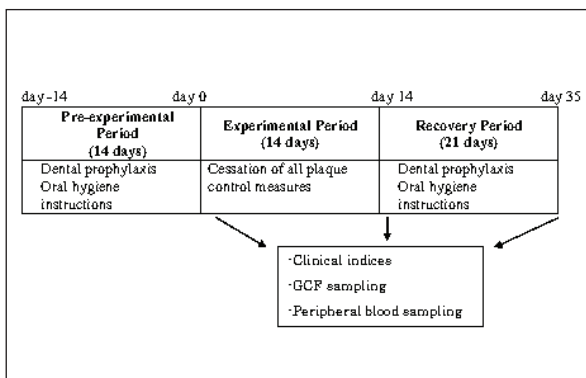 day-14 day 0 day 14 day 35
Pre-experimental Period (14 days)
Experimental Period (14 days)
Recovery Period (21 days)
Dental prophylaxis
Oral hygiene
instructions
Cessation of all plaque
control measures
Dental prophylaxis
Oral hygiene
instructions
-Clinical indices
-GCF sampling
-Peripheral blood sampling